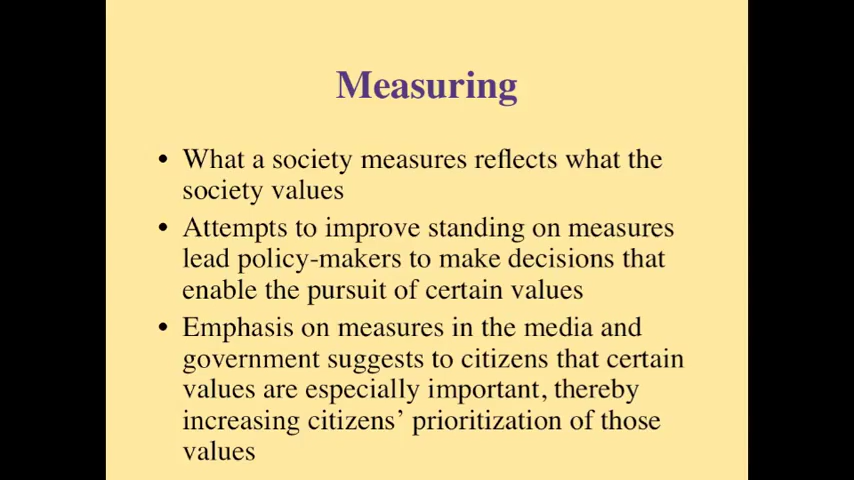 Measuring
• What a society measures reflects what the
society values
• Attempts to improve standing on measures
lead policy-makers to make decisions that
enable the pursuit of certain values
• Emphasis on measures in the media and
government suggests to citizens that certain
values are especially important, thereby
increasing citizens’ prioritization of those
values